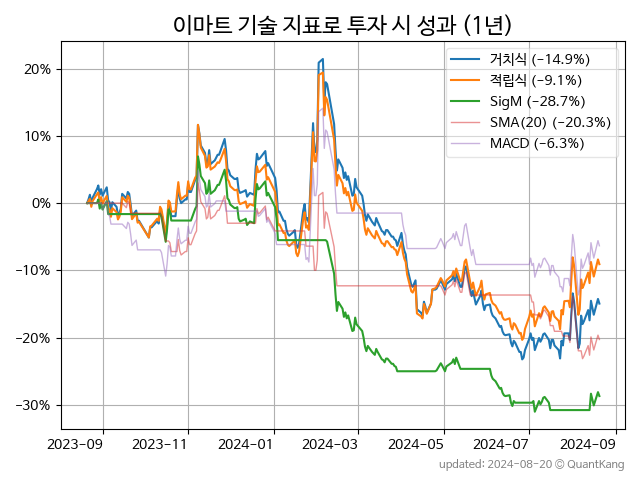 이마트 기술 지표로 투자 시 성과 (1년)
거치식 (−14.9%)
적립식 (−9.1%)
SigM (−28.7%)
SMA(20) (−20.3%)
MACD (−6.3%)
20%
10%
0%
−10%
−20%
−30%
2023-09 2023-11 2024-01 2024-03 2024-05 2024-07 2024-09
updated: 2024-08-20 © QuantKang